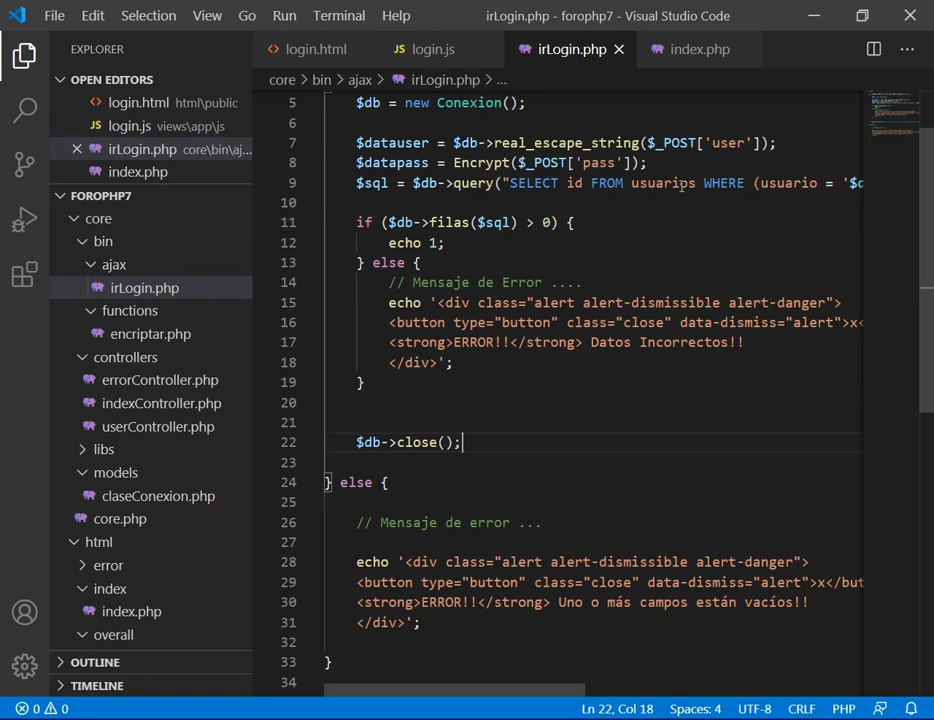 File Edit Selection View Go Run Terminal Help irLogin.php - forophp7 - Visual Studio Code
EXPLORER
OPEN EDITORS
<> login.html html\public
JS login.js views\app\js
irLogin.php core\bin\aj...
index.php
FOROPHP7
core
bin
ajax
irLogin.php
functions
encriptar.php
controllers
errorController.php
indexController.php
userController.php
libs
models
claseConexion.php
core.php
html
error
index
index.php
overall
OUTLINE
TIMELINE
<> login.html JS login.js irLogin.php index.php
core > bin > ajax > irLogin.php > ...
5 $db = new Conexion();
6
7 $datauser = $db->real_escape_string($_POST['user']);
8 $datapass = Encrypt($_POST['pass']);
9 $sql = $db->query("SELECT id FROM usuarios WHERE (usuario = '$d
10
11 if ($db->filas($sql) > 0) {
12 echo 1;
13 } else {
14 // Mensaje de Error ....
15 echo '<div class="alert alert-dismissible alert-danger">
16 <button type="button" class="close" data-dismiss="alert">x<
17 <strong>ERROR!!</strong> Datos Incorrectos!!
18 </div>';
19 }
20
21
22 $db->close();
23
24 } else {
25
26 // Mensaje de error ...
27
28 echo '<div class="alert alert-dismissible alert-danger">
29 <button type="button" class="close" data-dismiss="alert">x</but
30 <strong>ERROR!!</strong> Uno o más campos están vacíos!!
31 </div>';
32
33 }
34
0 0 Ln 22, Col 18 Spaces: 4 UTF-8 CRLF PHP